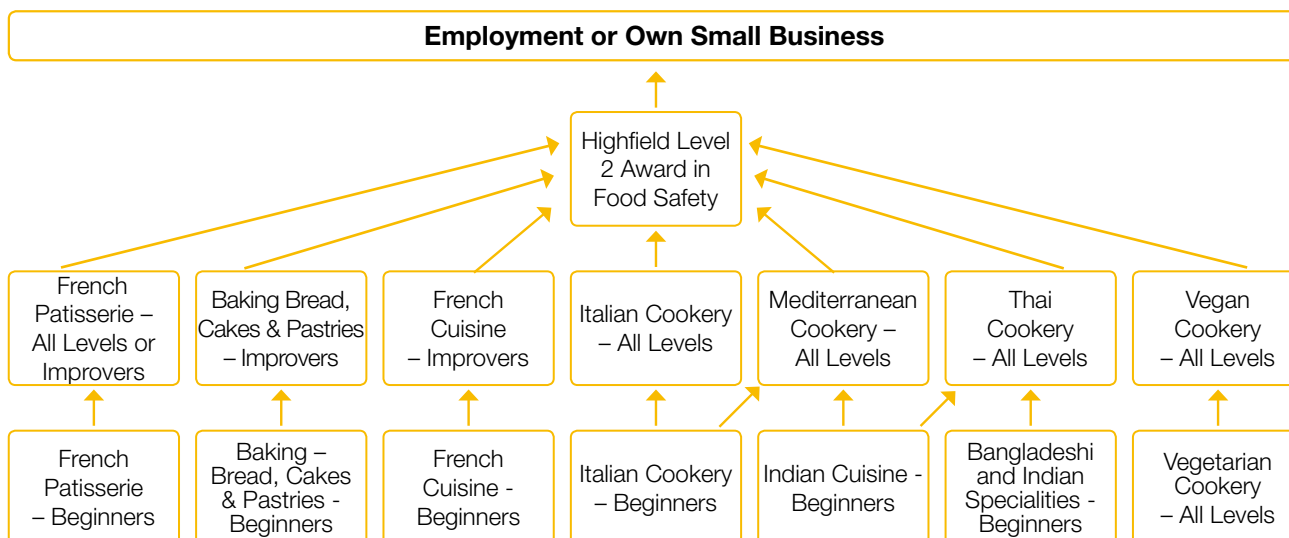 Employment or Own Small Business
Highfield Level
2 Award in
Food Safety
French
Patisserie –
All Levels or
Improvers
Baking Bread,
Cakes & Pastries
– Improvers
French
Cuisine
– Improvers
Italian Cookery
– All Levels
Mediterranean
Cookery –
All Levels
Thai
Cookery
– All Levels
Vegan
Cookery
– All Levels
French
Patisserie
– Beginners
Baking –
Bread, Cakes
& Pastries -
Beginners
French
Cuisine -
Beginners
Italian Cookery
– Beginners
Indian Cuisine -
Beginners
Bangladeshi
and Indian
Specialities -
Beginners
Vegetarian
Cookery
– All Levels